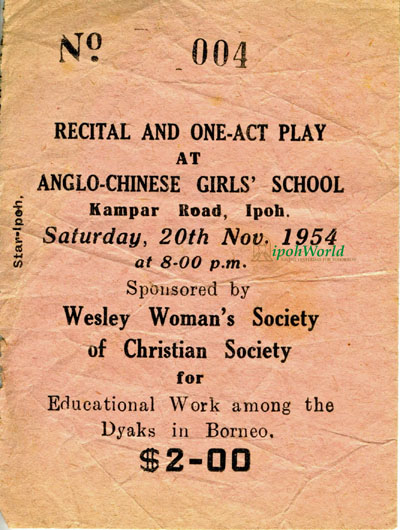 Nº. 004
RECITAL AND ONE-ACT PLAY
AT
ANGLO-CHINESE GIRLS' SCHOOL
Kampar Road, Ipoh.
Saturday, 20th Nov. 1954
ipohWorld
at 8-00 p.m.
Sponsored by
Wesley Woman's Society
of Christian Society
for
Educational Work among the
Dyaks in Borneo.
$2-00
Star-Ipoh.